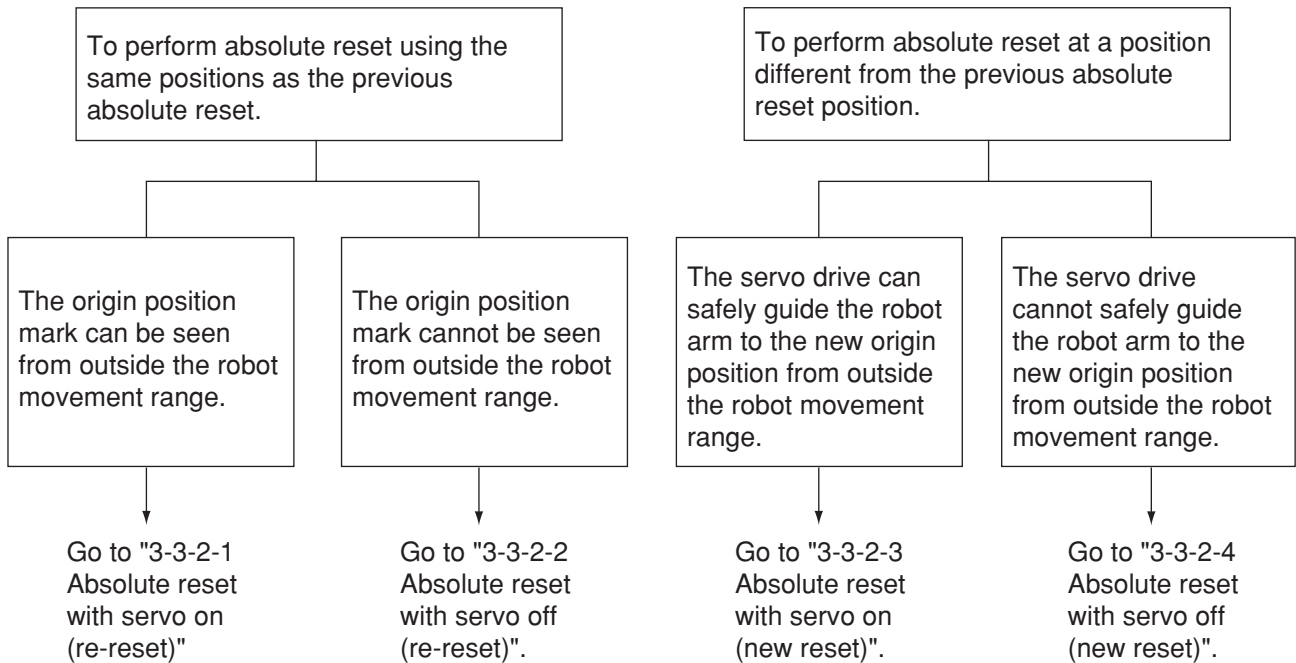 To perform absolute reset using the
same positions as the previous
absolute reset.
To perform absolute reset at a position
different from the previous absolute
reset position.
The origin position
mark can be seen
from outside the robot
movement range.
The origin position
mark cannot be seen
from outside the robot
movement range.
The servo drive can
safely guide the robot
arm to the new origin
position from outside
the robot movement
range.
The servo drive
cannot safely guide
the robot arm to the
new origin position
from outside the robot
movement range.
Go to "3-3-2-1
Absolute reset
with servo on
(re-reset)"
Go to "3-3-2-2
Absolute reset
with servo off
(re-reset)".
Go to "3-3-2-3
Absolute reset
with servo on
(new reset)".
Go to "3-3-2-4
Absolute reset
with servo off
(new reset)".